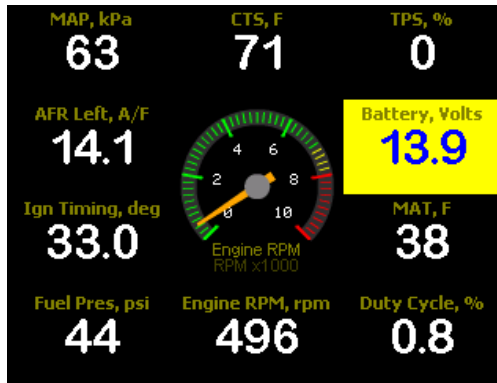 MAP, kPa
63
CTS, F
71
TPS, %
0
AFR Left, A/F
14.1
4 6
2 8
0 10
Engine RPM
RPM x1000
Battery, Volts
13.9
Ign Timing, deg
33.0
MAT, F
38
Fuel Pres, psi
44
Engine RPM, rpm
496
Duty Cycle, %
0.8